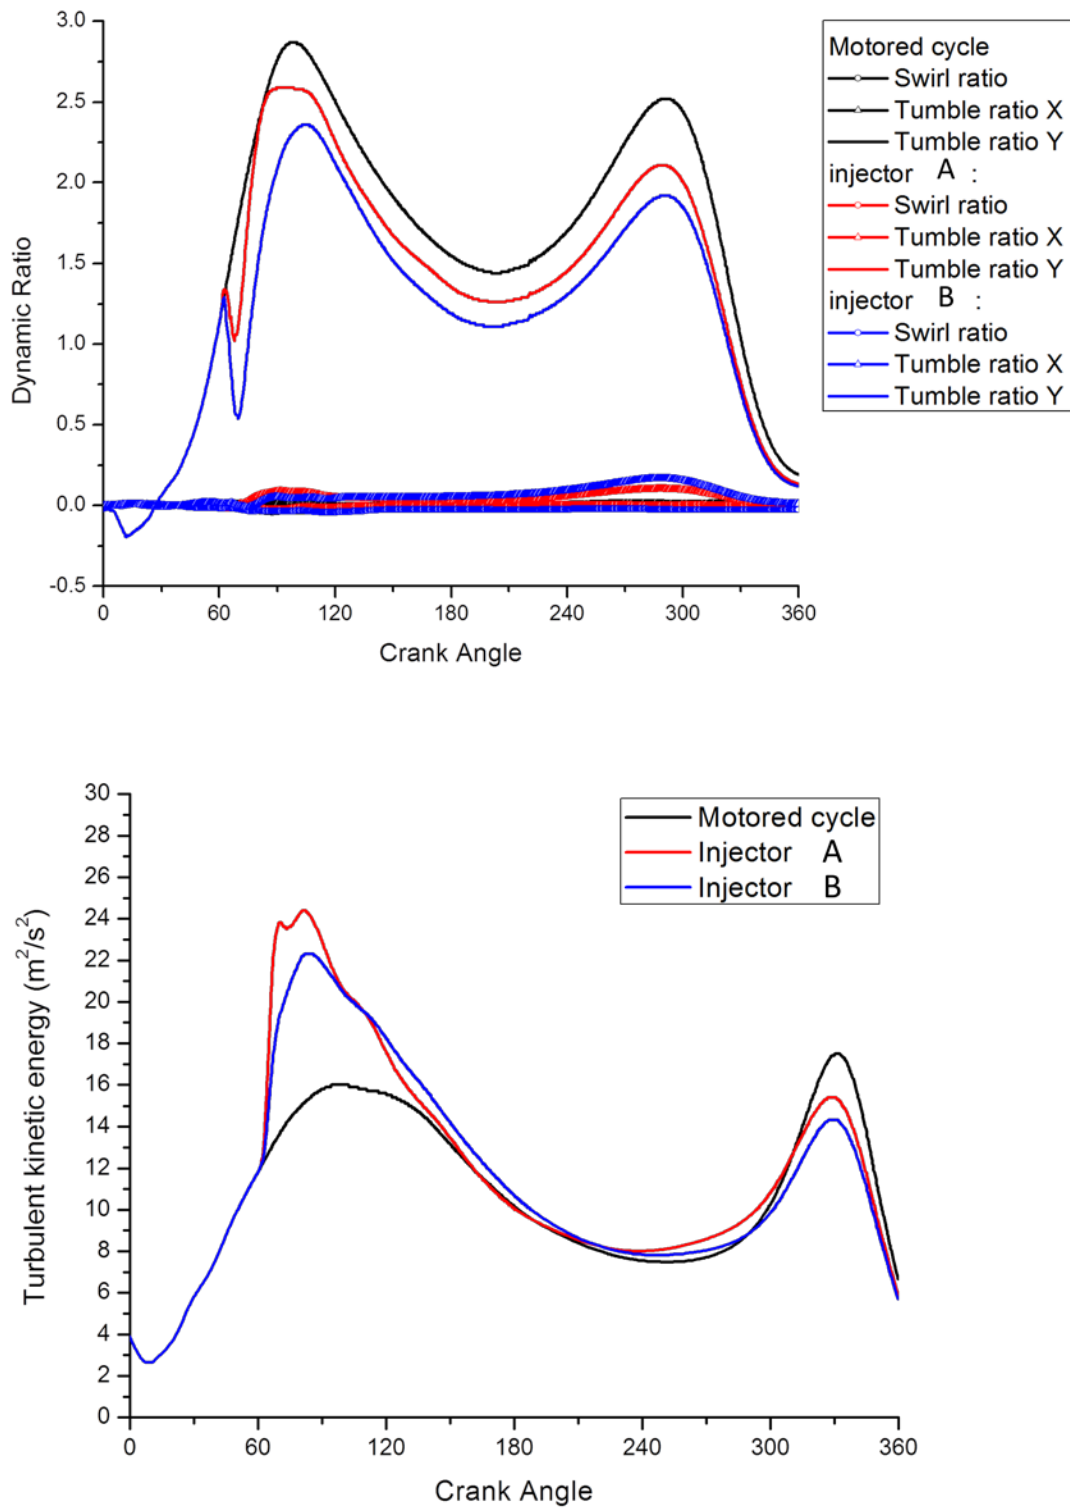 3.0
2.5
2.0
1.5
1.0
0.5
0.0
-0.5
Dynamic Ratio
0 60 120 180 240 300 360
Crank Angle
Motored cycle
Swirl ratio
Tumble ratio X
Tumble ratio Y
injector A :
Swirl ratio
Tumble ratio X
Tumble ratio Y
injector B :
Swirl ratio
Tumble ratio X
Tumble ratio Y
30
28
26
24
22
20
18
16
14
12
10
8
6
4
2
0
Turbulent kinetic energy (m²/s²)
0 60 120 180 240 300 360
Crank Angle
Motored cycle
Injector A
Injector B